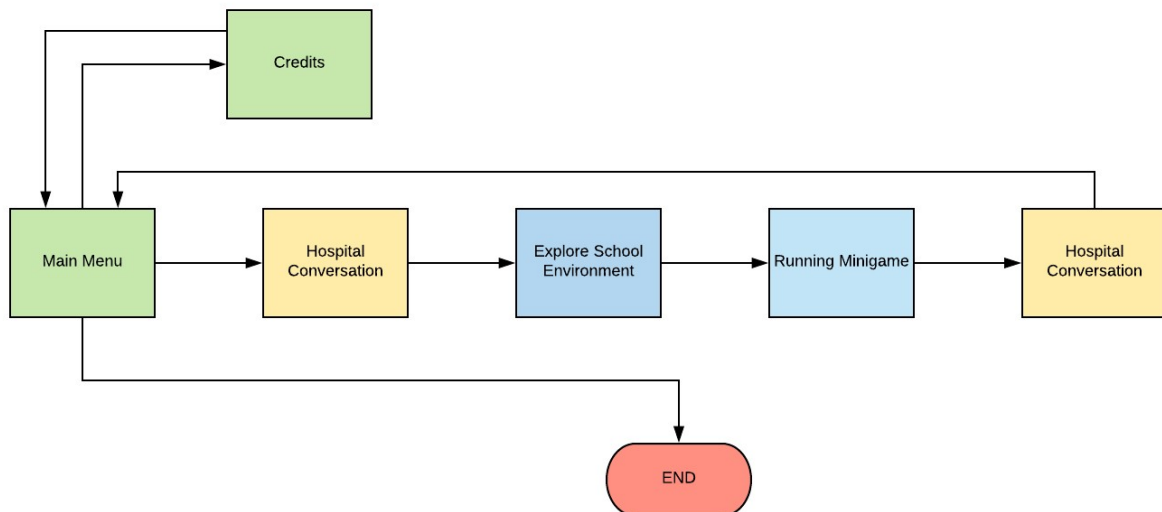 Credits
Main Menu
Hospital
Conversation
Explore School
Environment
Running Minigame
Hospital
Conversation
END